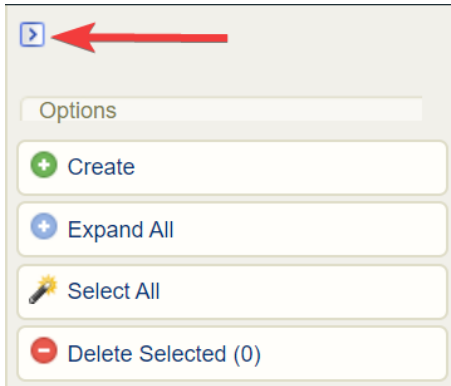 Options
Create
Expand All
Select All
Delete Selected (0)